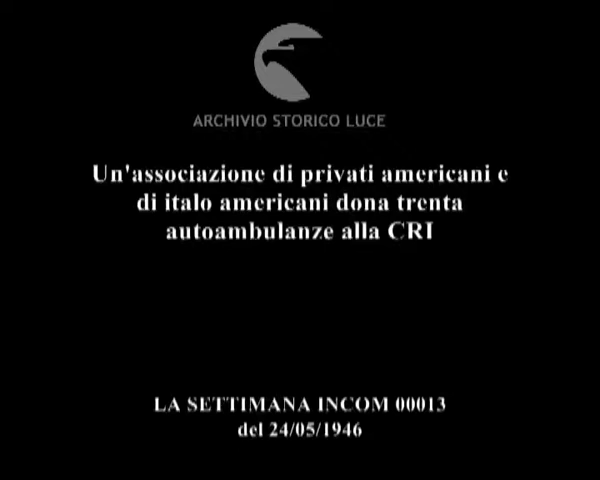 ARCHIVIO STORICO LUCE
Un'associazione di privati americani e
di italo americani dona trenta
autoambulanze alla CRI
LA SETTIMANA INCOM 00013
del 24/05/1946